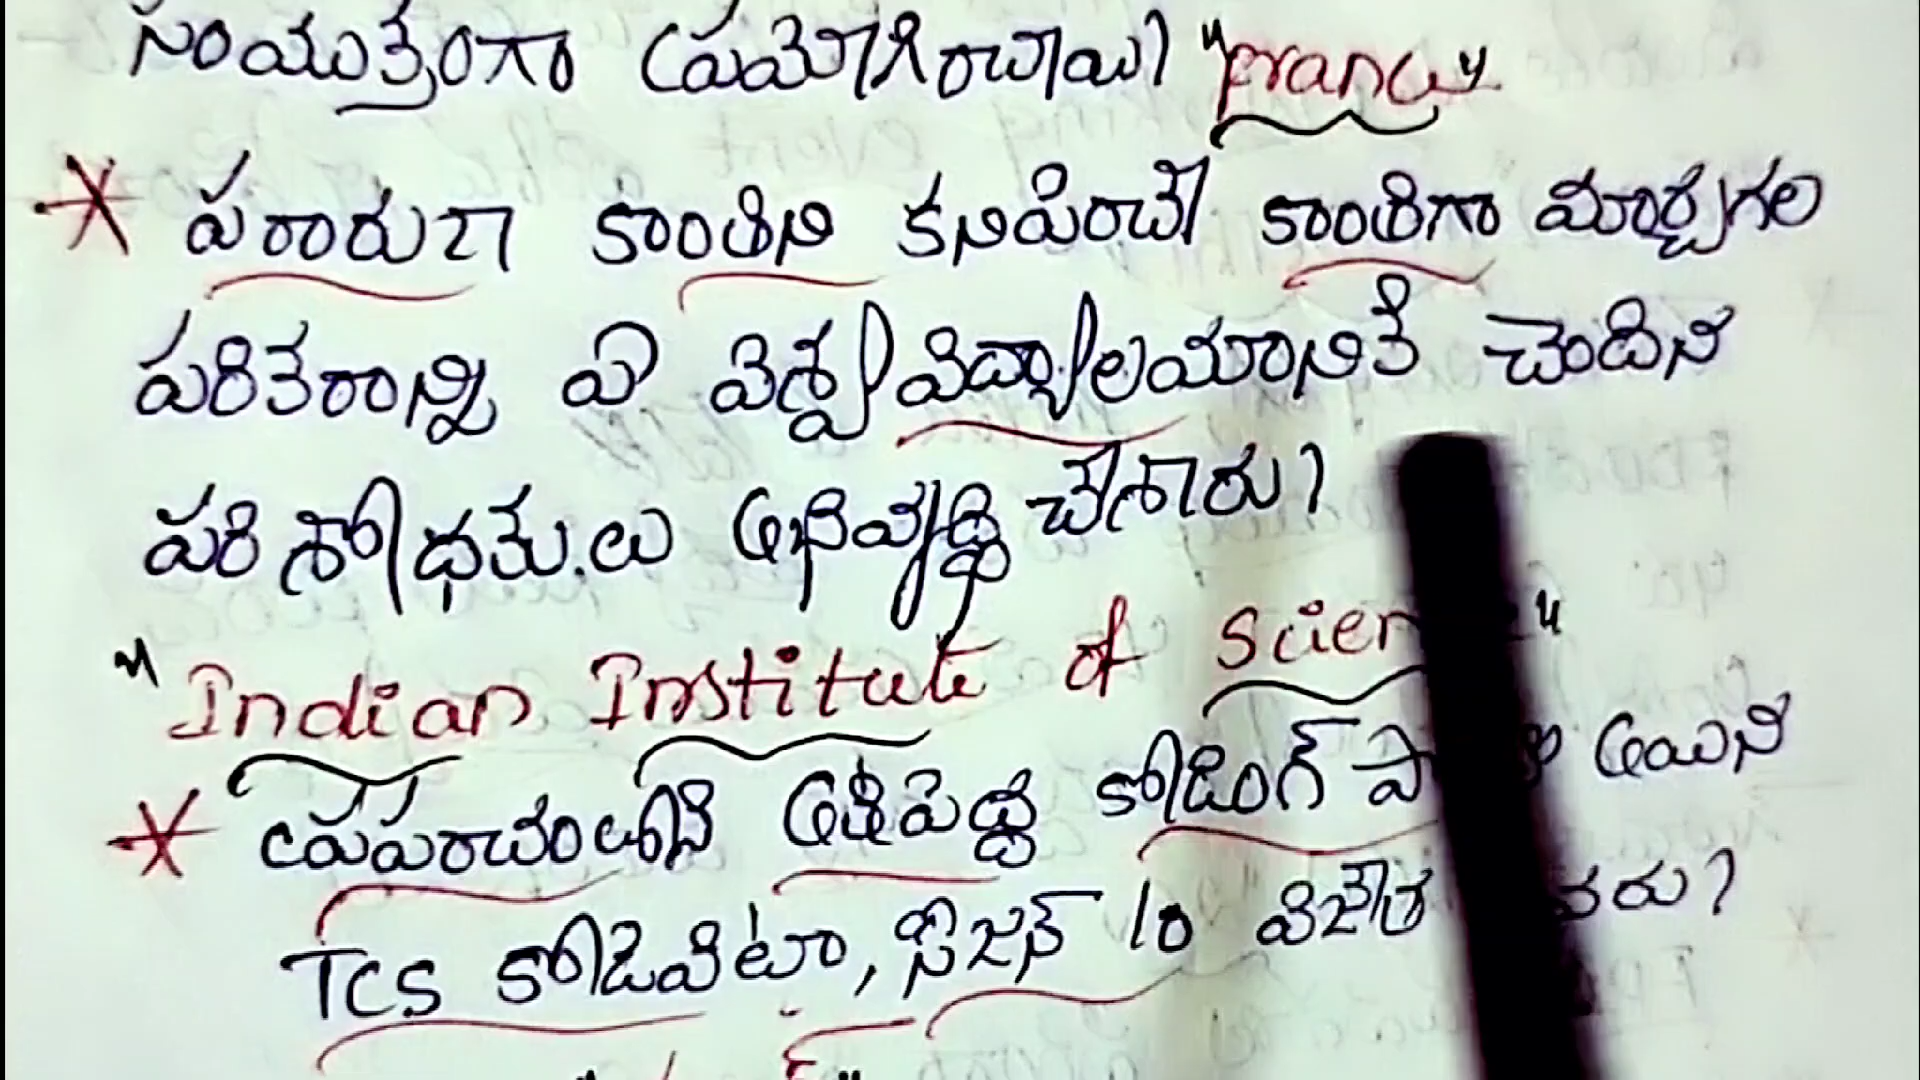 సంయుక్తంగా ప్రయోగించాయి? "France"
* పరారుణ కాంతిని కనిపించే కాంతిగా మార్చగల
పరికరాన్ని ఏ విశ్వవిద్యాలయానికి చెందిన
పరిశోధకులు అభివృద్ధి చేశారు?
"Indian Institute of
* ప్రపంచంలోనే అతిపెద్ద కోడింగ్ అయిన
TCS కోడెవిటా, సీజన్ 10 విజేత